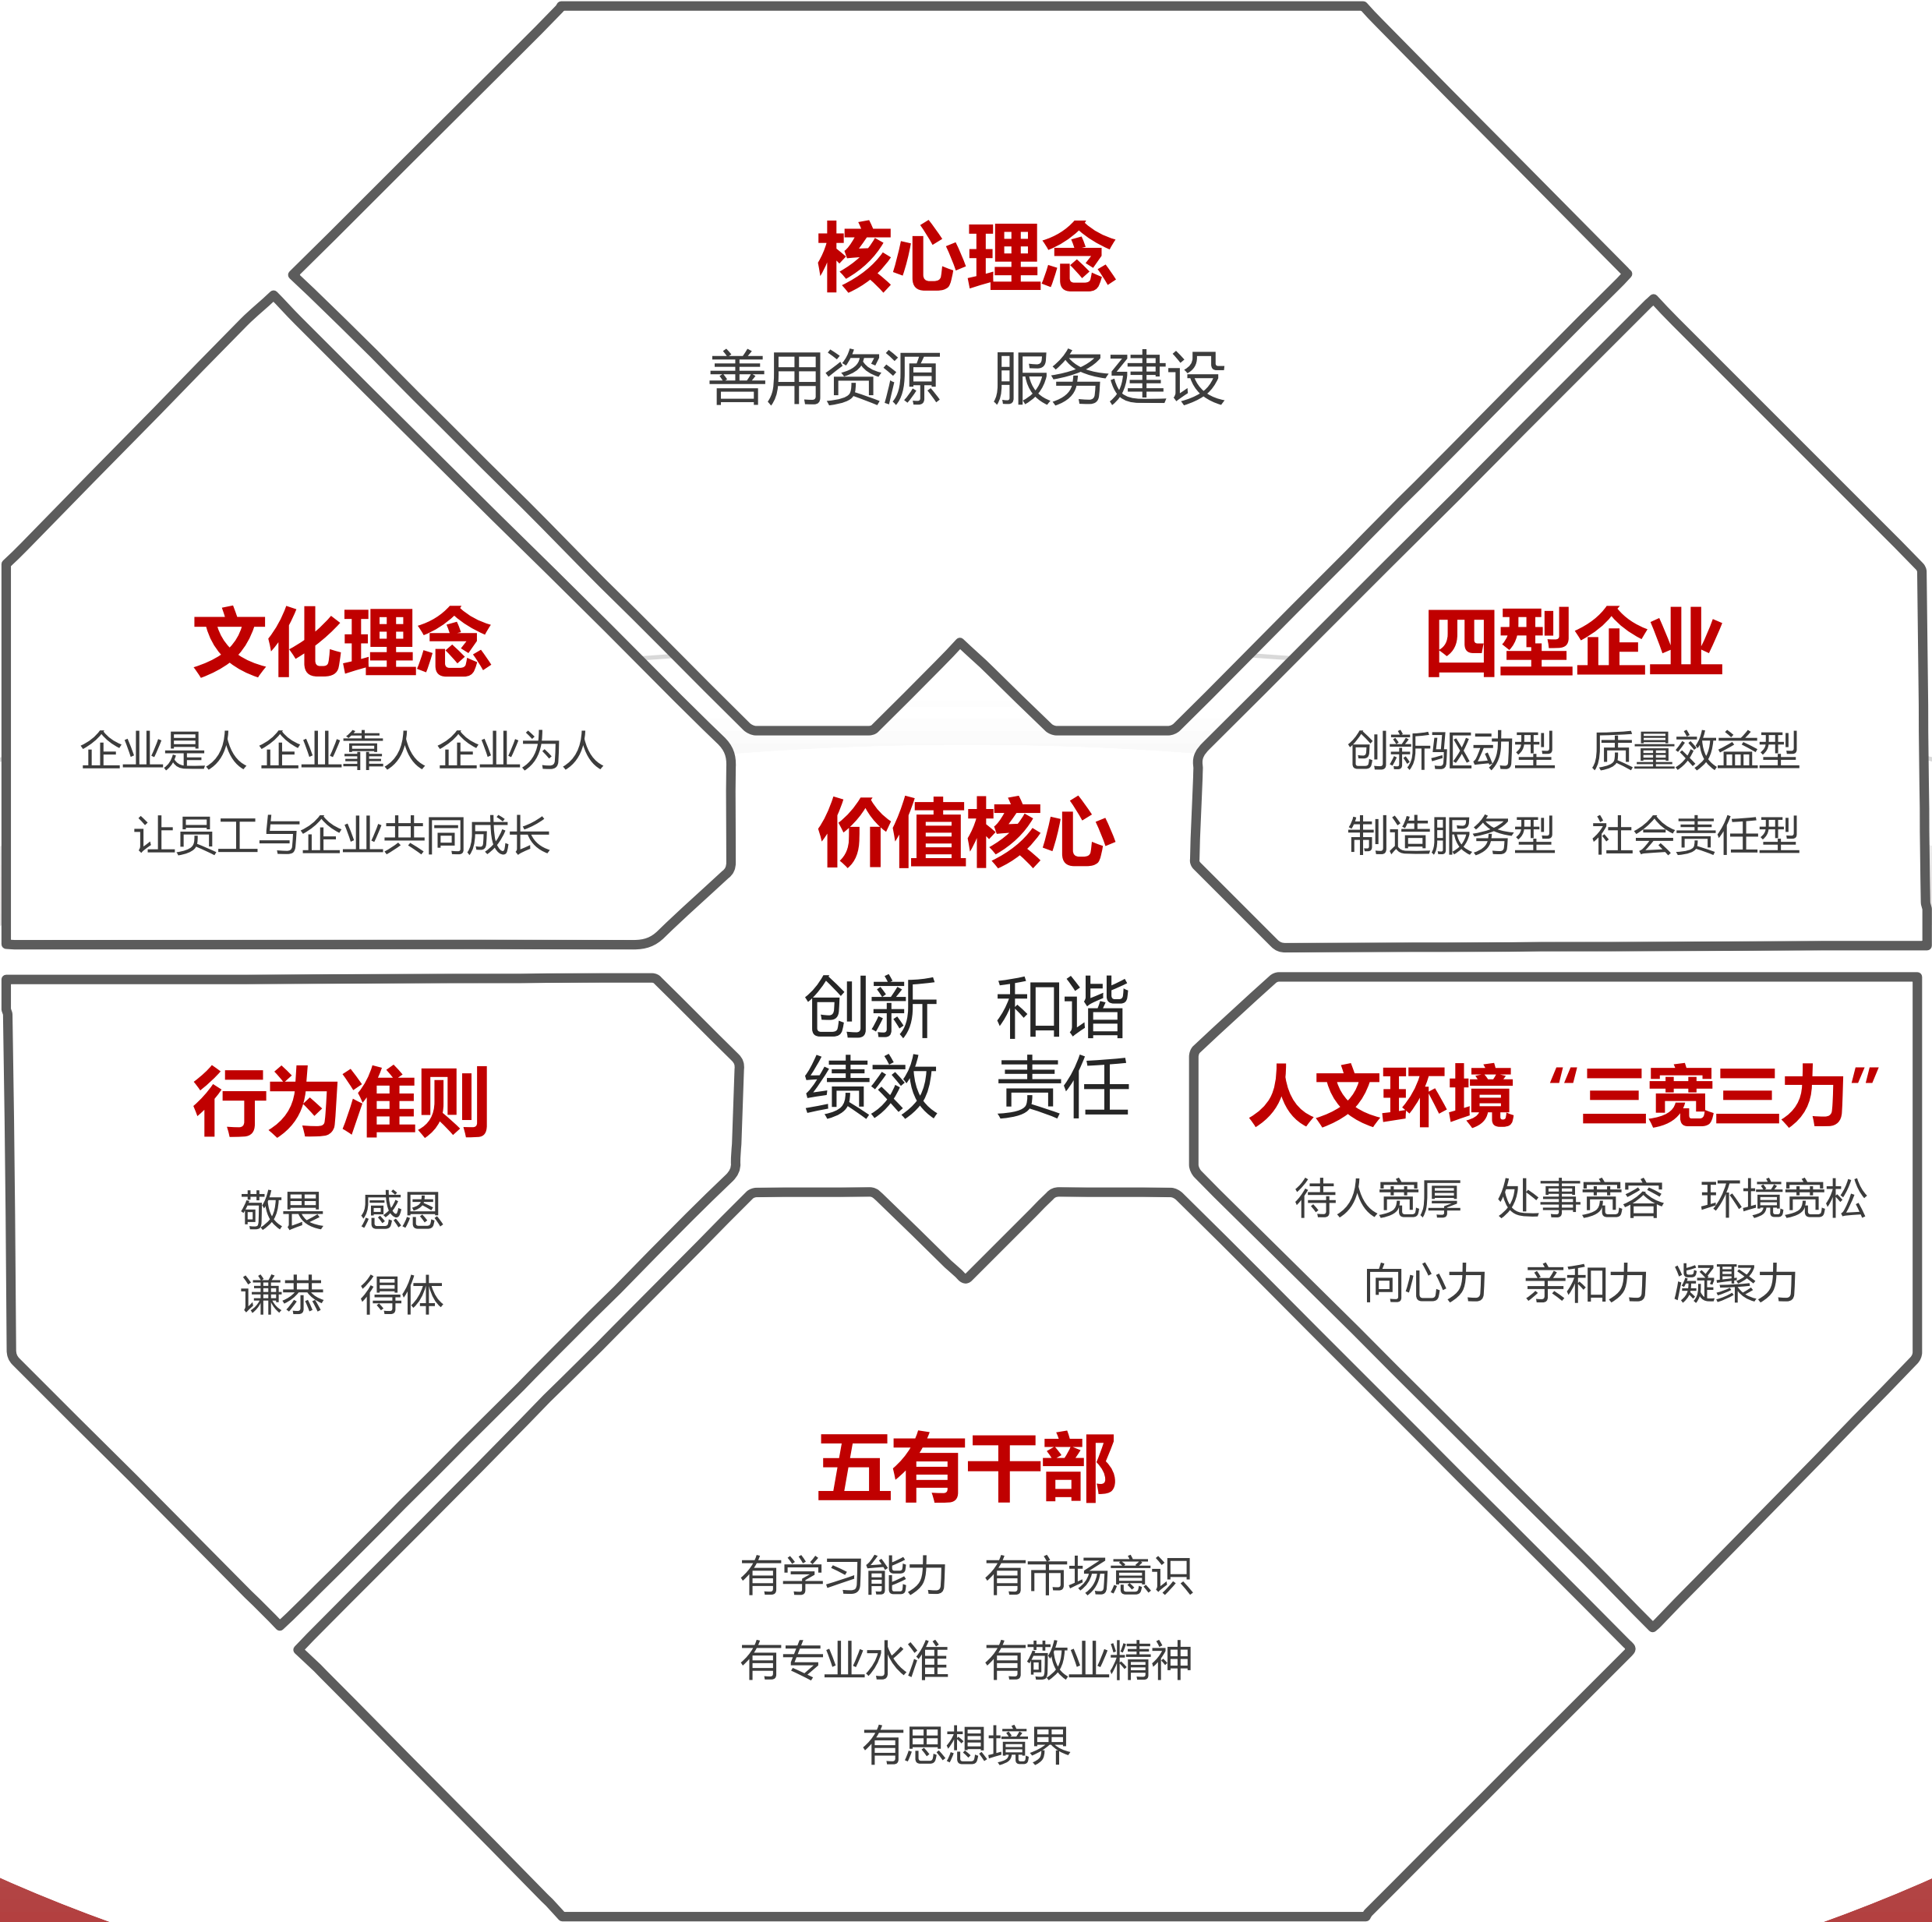 核心理念
善用资源 服务建设
文化理念
企业是人 企业靠人 企业为人
让员工与企业共同成长
四型企业
创新驱动型 质量效益型
创建服务型 社会责任型
价值核心
创新 和谐
绩效 责任
行为准则
敬畏 感恩
谦恭 得体
人文环境“三宽三力”
待人宽厚 处事宽容 环境宽松
同心力 亲和力 凝聚力
五有干部
有学习能力 有市场意识
有专业水准 有敬业精神
有思想境界